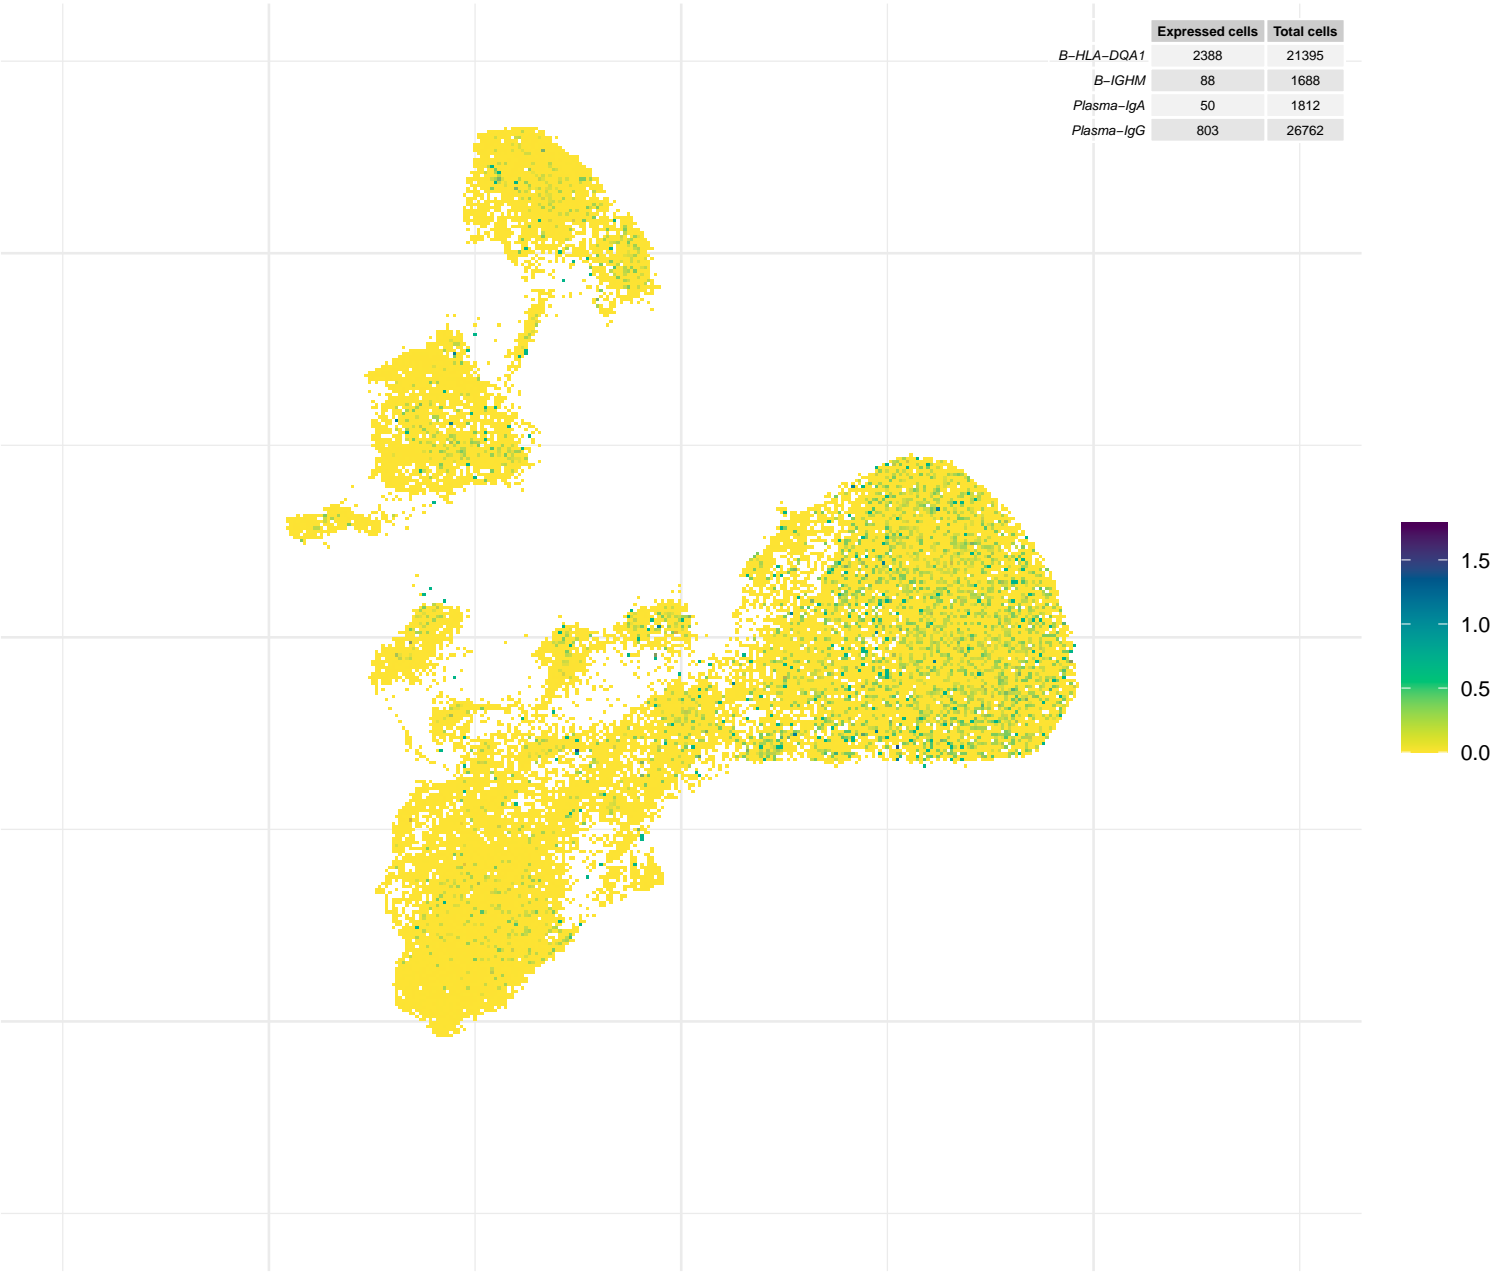 Expressed cells Total cells
B−HLA−DQA1 2388 21395
B−IGHM 88 1688
Plasma−IgA 50 1812
Plasma−IgG 803 26762
1.5
1.0
0.5
0.0